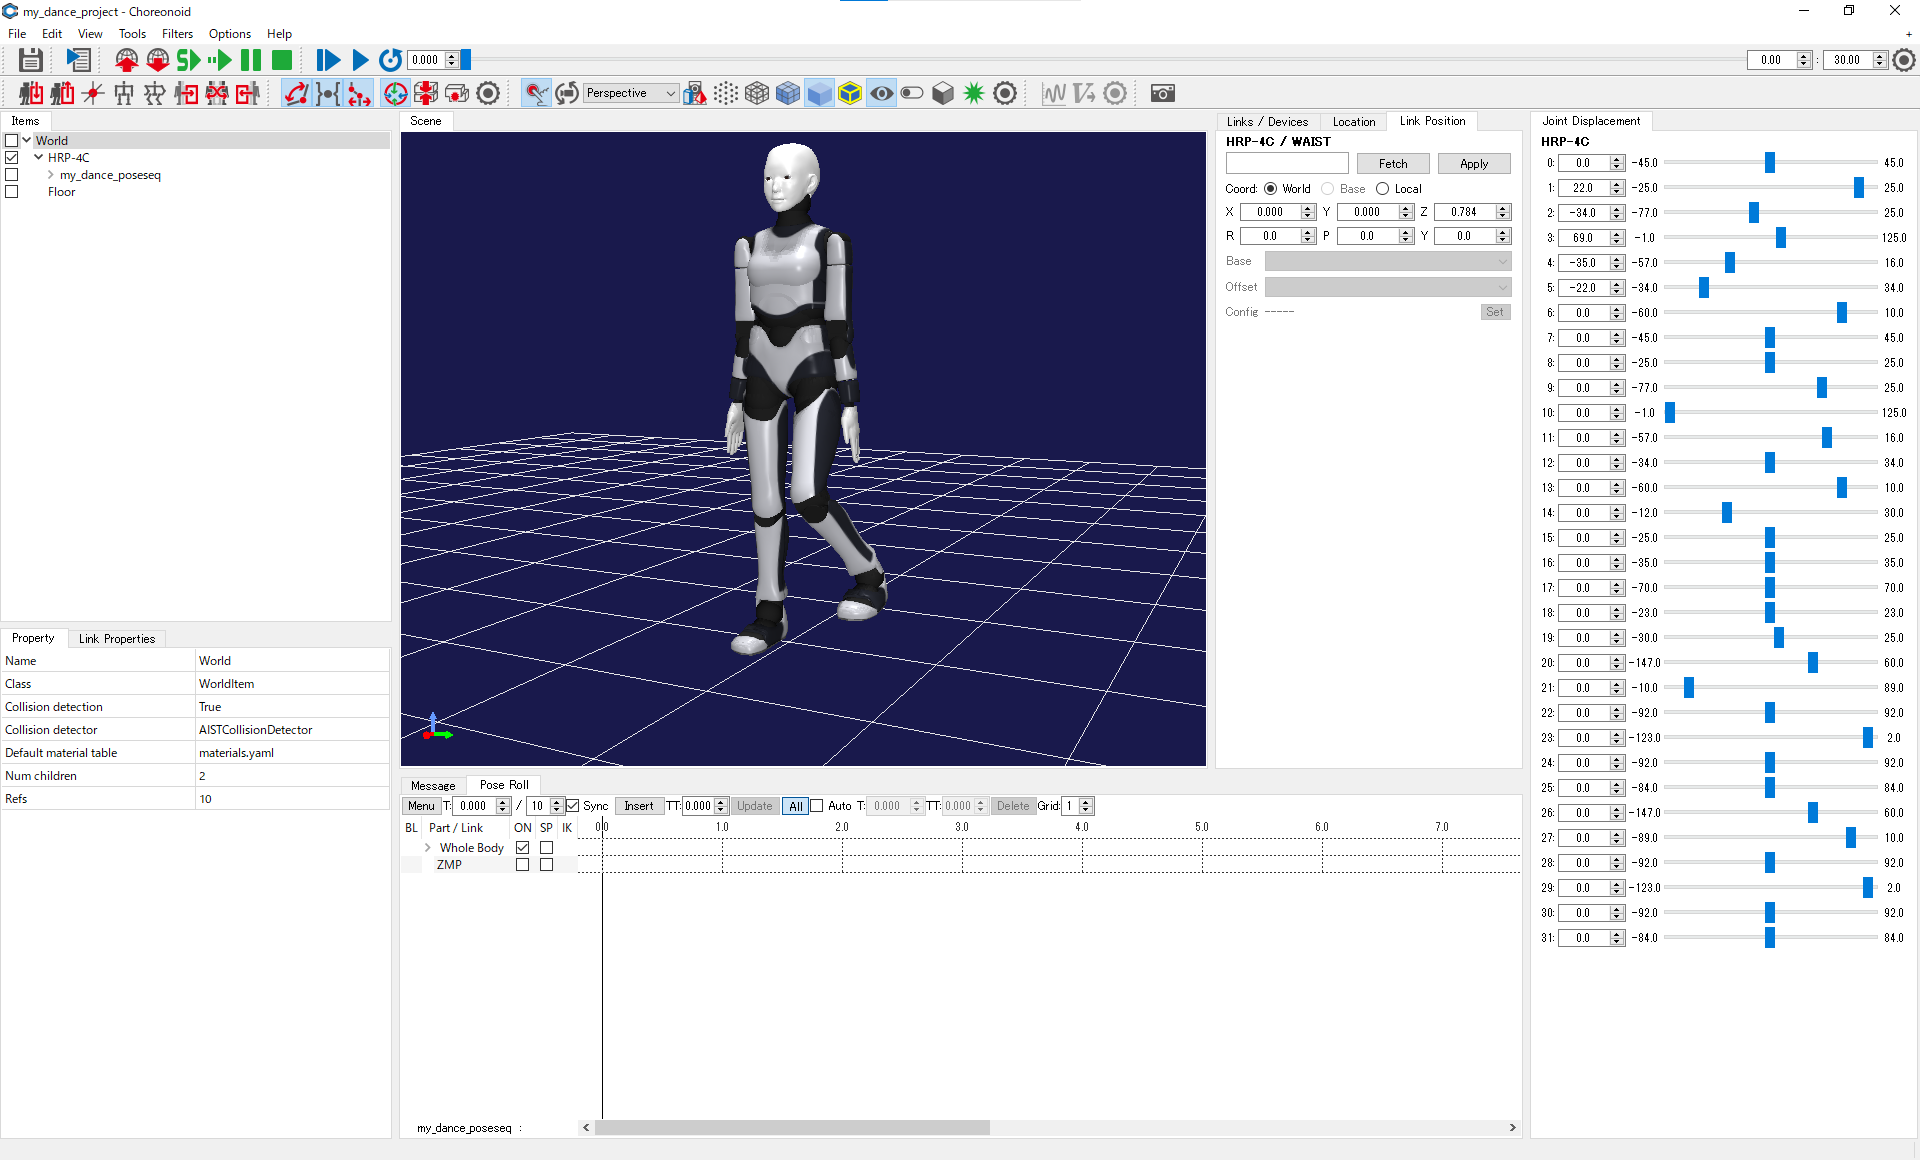 my_dance_project - Choreonoid
File Edit View Tools Filters Options Help
0.000 0.00 : 30.00
Perspective
Items
World
HRP-4C
my_dance_poseseq
Floor
Property Link Properties
Name World
Class WorldItem
Collision detection True
Collision detector AISTCollisionDetector
Default material table materials.yaml
Num children 2
Refs 10
Scene
Message Pose Roll
Menu T: 0.000 / 10 Sync Insert TT: 0.000 Update All Auto T: 0.000 TT: 0.000 Delete Grid: 1
BL Part / Link ON SP IK 0.0 1.0 2.0 3.0 4.0 5.0 6.0 7.0
Whole Body
ZMP
my_dance_poseseq :
Links / Devices Location Link Position
HRP-4C / WAIST
Fetch Apply
Coord: World Base Local
X 0.000 Y 0.000 Z 0.784
R 0.0 P 0.0 Y 0.0
Base
Offset
Config ----- Set
Joint Displacement
HRP-4C
0: 0.0 -45.0 45.0
1: 22.0 -25.0 25.0
2: -34.0 -77.0 25.0
3: 69.0 -1.0 125.0
4: -35.0 -57.0 16.0
5: -22.0 -34.0 34.0
6: 0.0 -60.0 10.0
7: 0.0 -45.0 45.0
8: 0.0 -25.0 25.0
9: 0.0 -77.0 25.0
10: 0.0 -1.0 125.0
11: 0.0 -57.0 16.0
12: 0.0 -34.0 34.0
13: 0.0 -60.0 10.0
14: 0.0 -12.0 30.0
15: 0.0 -25.0 25.0
16: 0.0 -35.0 35.0
17: 0.0 -70.0 70.0
18: 0.0 -23.0 23.0
19: 0.0 -30.0 25.0
20: 0.0 -147.0 60.0
21: 0.0 -10.0 89.0
22: 0.0 -92.0 92.0
23: 0.0 -123.0 2.0
24: 0.0 -92.0 92.0
25: 0.0 -84.0 84.0
26: 0.0 -147.0 60.0
27: 0.0 -89.0 10.0
28: 0.0 -92.0 92.0
29: 0.0 -123.0 2.0
30: 0.0 -92.0 92.0
31: 0.0 -84.0 84.0